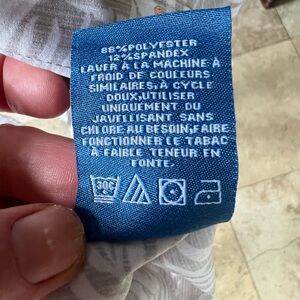 88%POLYESTER
12%SPANDEX
LAVER À LA MACHINE À
FROID DE COULEURS
SIMILAIRES, À CYCLE
DOUX, UTILISER
UNIQUEMENT DU
JAVELLISANT SANS
CHLORE AU BESOIN, FAIRE
FONCTIONNER LE TABAC
À FAIBLE TENEUR EN
FONTE.
30C